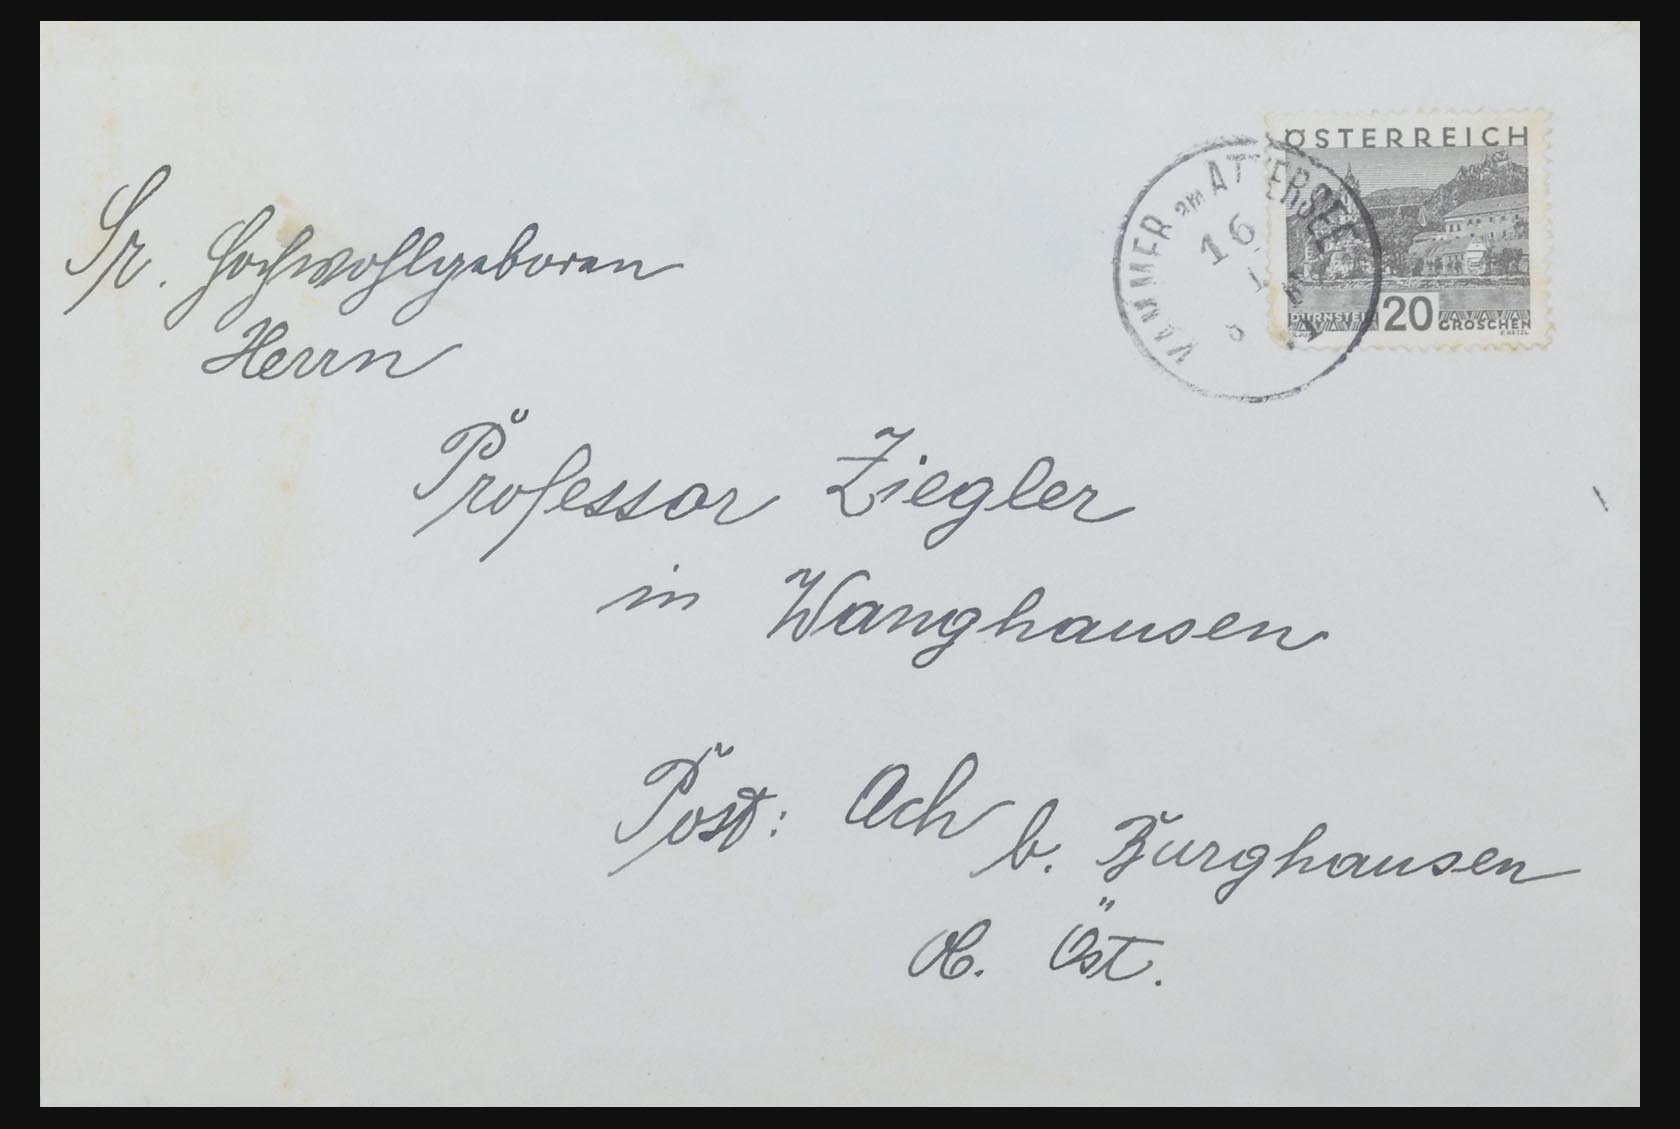 ÖSTERREICH
KAMMER am ATTERSEE
16
DÜRNSTEIN 20 GROSCHEN
Sr. Hochwohlgeboren
Herrn
Professor Ziegler
in Wanghausen
Post: Ach b. Burghausen
Ob. Öst.